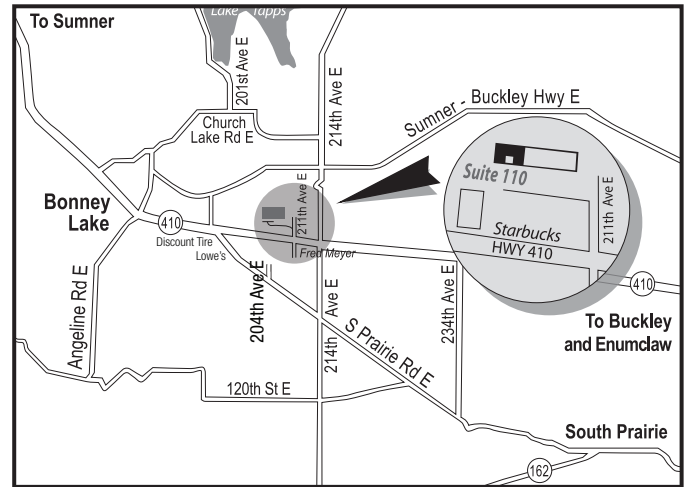 To Sumner
Lake Tapps
201st Ave E
214th Ave E
Church
Lake Rd E
Sumner - Buckley Hwy E
Suite 110
211th Ave E
Starbucks
HWY 410
211th Ave E
Bonney
Lake
410
Discount Tire
Lowe's
Fred Meyer
410
To Buckley
and Enumclaw
Angeline Rd E
204th Ave E
214th Ave E
S Prairie Rd E
234th Ave E
120th St E
South Prairie
162